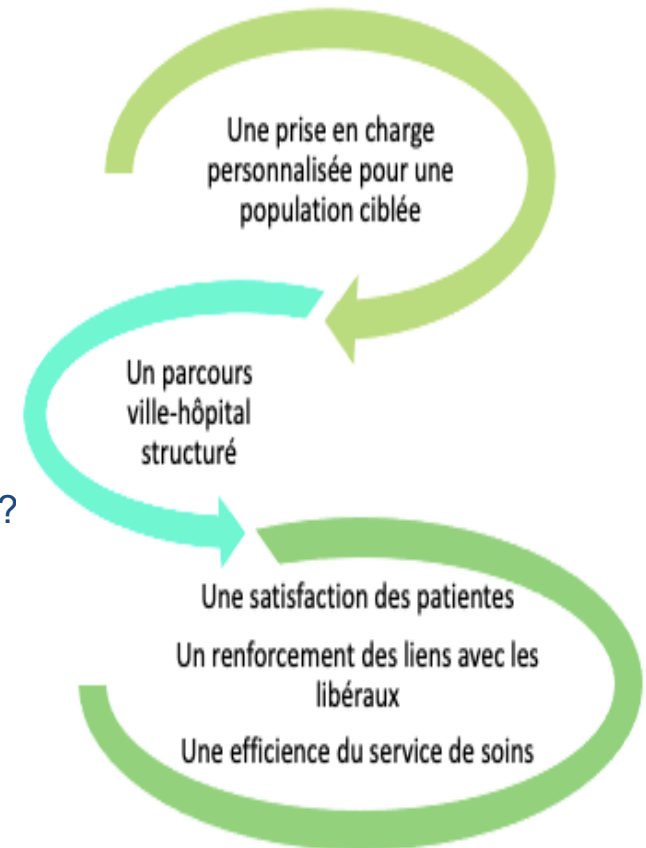 Une prise en charge
personnalisée pour une
population ciblée
Un parcours
ville-hôpital
structuré
?
Une satisfaction des patientes
Un renforcement des liens avec les
libéraux
Une efficience du service de soins